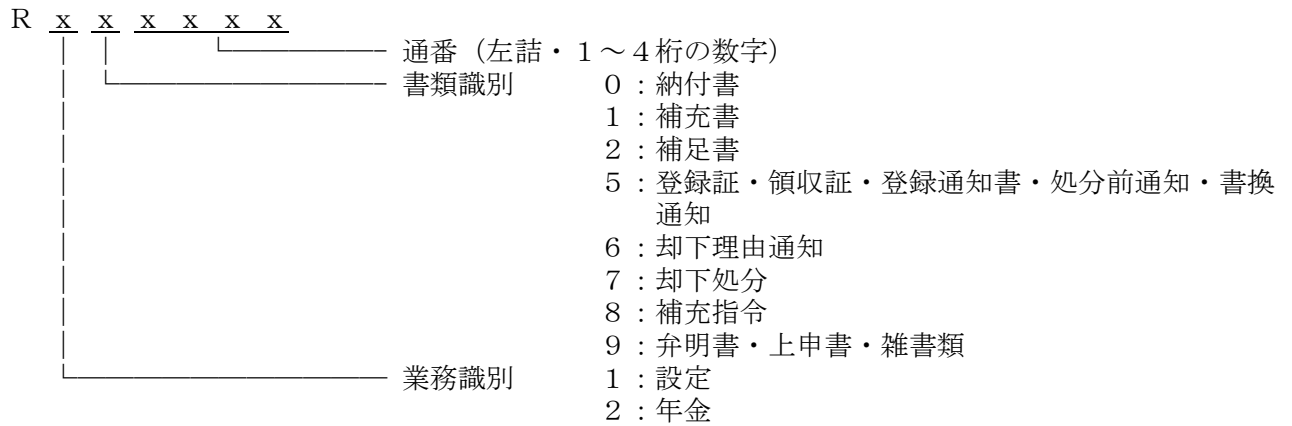 Ｒ ｘ ｘ ｘ ｘ ｘ ｘ
通番（左詰・１～４桁の数字）
書類識別　０：納付書
１：補充書
２：補足書
５：登録証・領収証・登録通知書・処分前通知・書換
通知
６：却下理由通知
７：却下処分
８：補充指令
９：弁明書・上申書・雑書類
業務識別　１：設定
２：年金